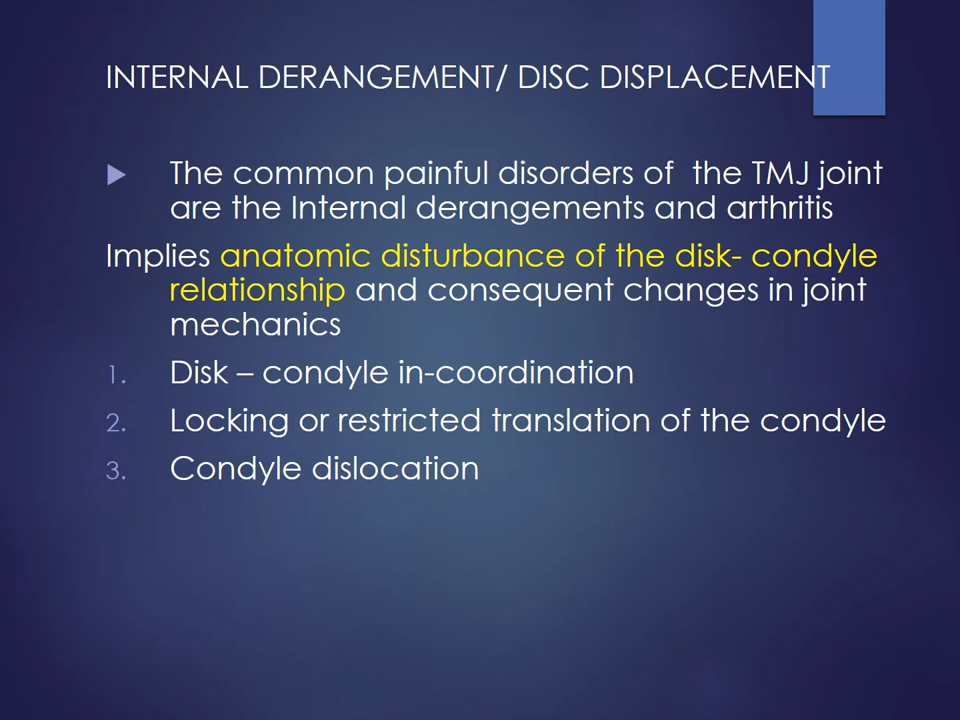 INTERNAL DERANGEMENT/ DISC DISPLACEMENT
The common painful disorders of  the TMJ joint
are the Internal derangements and arthritis
Implies anatomic disturbance of the disk- condyle
relationship and consequent changes in joint
mechanics
1. Disk – condyle in-coordination
2. Locking or restricted translation of the condyle
3. Condyle dislocation